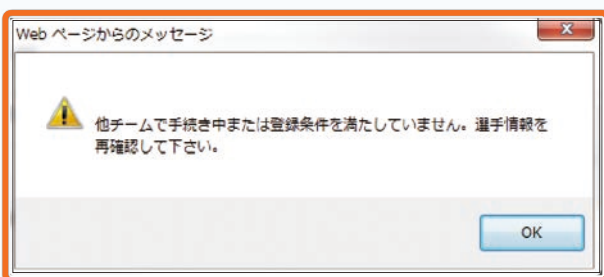 Web ページからのメッセージ
他チームで手続き中または登録条件を満たしていません。選手情報を
再確認して下さい。
OK